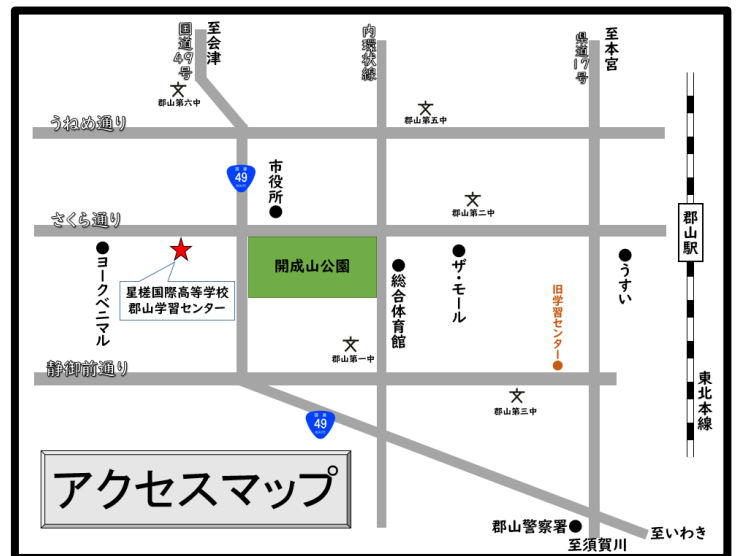 国道49号
至会津
内環状線
県道17号
至本宮
郡山第六中
郡山第五中
うねめ通り
国道
49
ROUTE
市役所
郡山第二中
さくら通り
郡山駅
ヨークベニマル
星槎国際高等学校
郡山学習センター
開成山公園
総合体育館
ザ・モール
うすい
旧学習センター
郡山第一中
静御前通り
郡山第三中
東北本線
国道
49
ROUTE
アクセスマップ
郡山警察署
至いわき
至須賀川